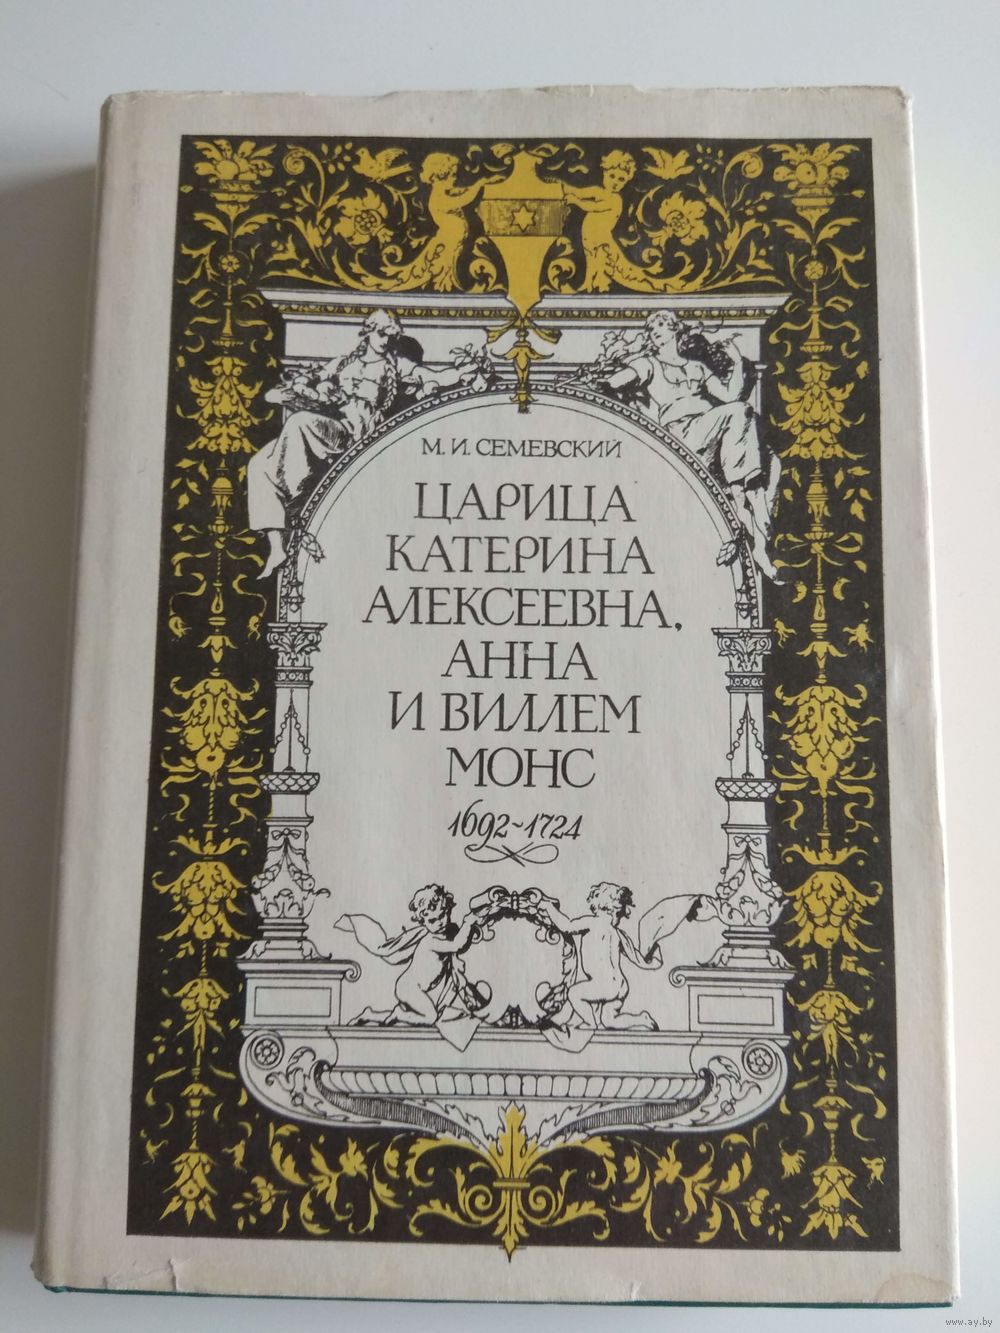 М. И. СЕМЕВСКИЙ
ЦАРИЦА
КАТЕРИНА
АЛЕКСЕЕВНА,
АННА
И ВИЛЛЕМ
МОНС
1692~1724
www.ay.by